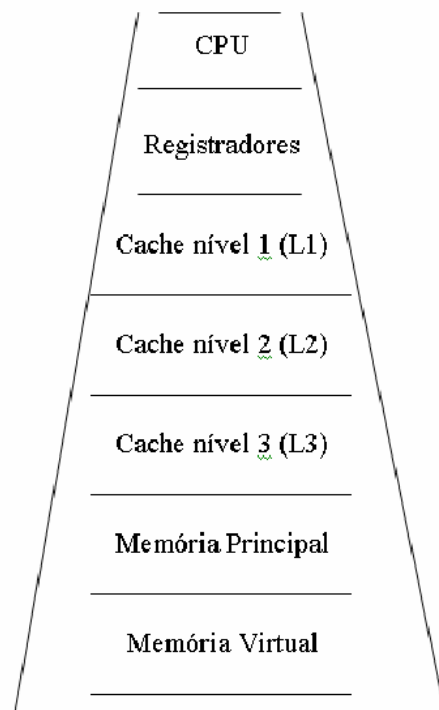 CPU
Registradores
Cache nível 1 (L1)
Cache nível 2 (L2)
Cache nível 3 (L3)
Memória Principal
Memória Virtual